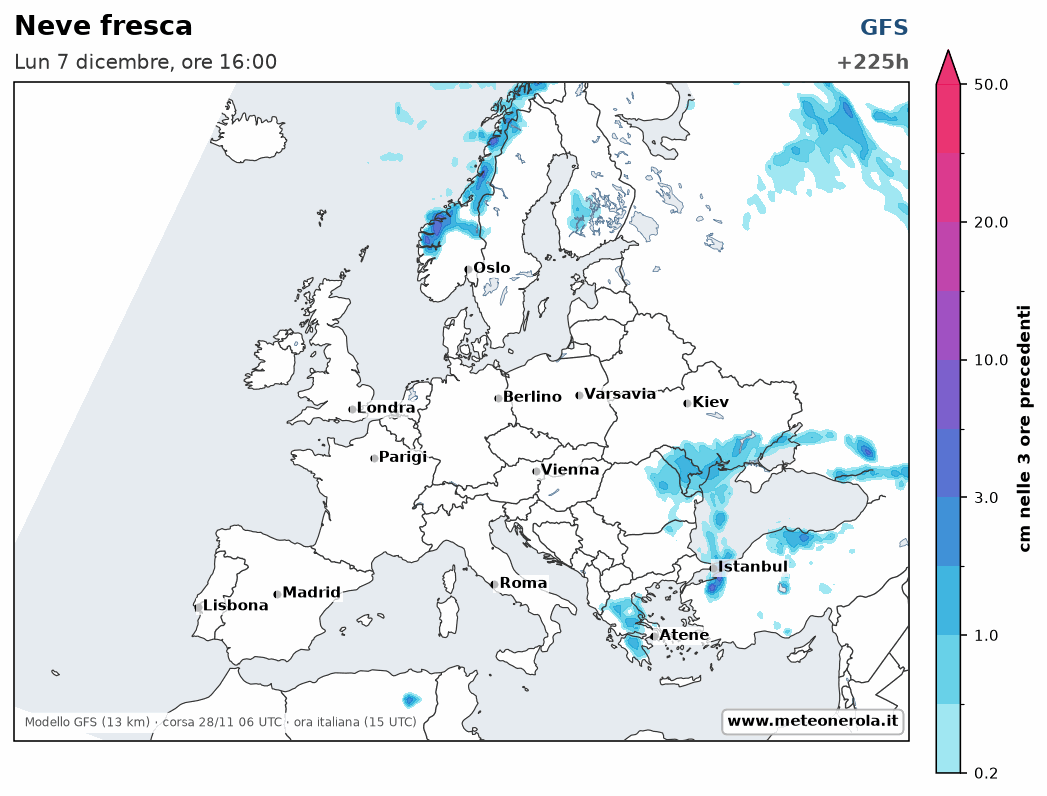 Neve fresca
GFS
Lun 7 dicembre, ore 16:00
+225h
50.0
20.0
10.0
3.0
1.0
0.2
cm nelle 3 ore precedenti
Oslo
Berlino
Varsavia
Kiev
Londra
Parigi
Vienna
Istanbul
Roma
Madrid
Lisbona
Atene
Modello GFS (13 km) · corsa 28/11 06 UTC · ora italiana (15 UTC)
www.meteonerola.it